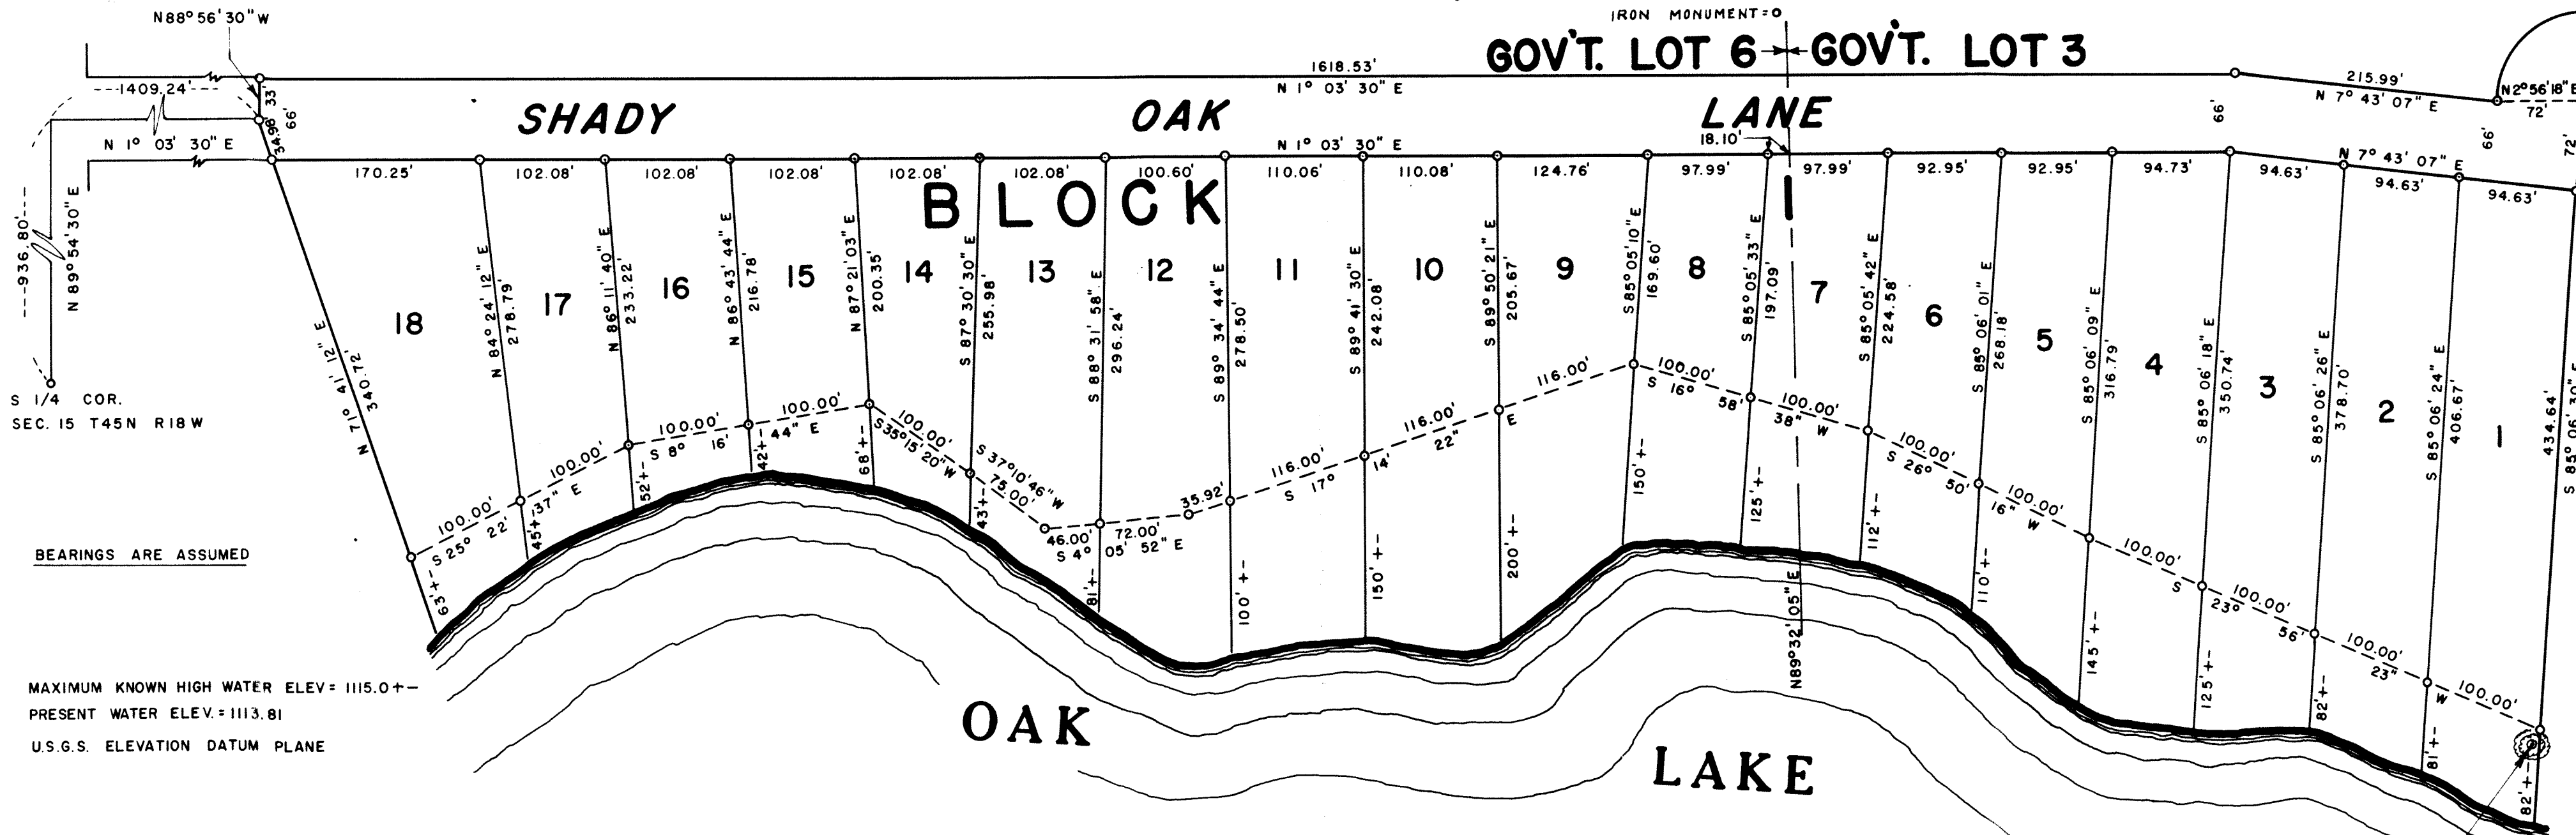 N88°56'30" W
IRON MONUMENT=O
GOV'T. LOT 6 GOV'T. LOT 3
1618.53'
N 1° 03' 30" E
215.99'
N 7° 43' 07" E
N2°56'18"E
72'
1409.24'
33'
66'
34.98'
SHADY OAK LANE
66'
66'
72'
N 1° 03' 30" E
N 1° 03' 30" E
18.10'
N 7° 43' 07" E
170.25' 102.08' 102.08' 102.08' 102.08' 102.08' 100.60' 110.06' 110.08' 124.76' 97.99' 97.99' 92.95' 92.95' 94.73' 94.63' 94.63' 94.63'
BLOCK 1
936.80'
N 89°54'30" E
S 1/4 COR.
SEC. 15 T45N R18W
18 17 16 15 14 13 12 11 10 9 8 7 6 5 4 3 2 1
N 71° 41' 12" E
340.72'
N 84° 24' 12" E
278.79'
N 86° 11' 40" E
233.22'
N 86° 43' 44" E
216.78'
N 87° 21' 03" E
200.35'
S 87° 30' 30" E
255.98'
S 88° 31' 58" E
296.24'
S 89° 34' 44" E
278.50'
S 89° 41' 30" E
242.08'
S 89° 50' 21" E
205.67'
S 85° 05' 10" E
169.60'
S 85° 05' 33" E
197.09'
S 85° 05' 42" E
224.58'
S 85° 06' 01" E
268.18'
S 85° 06' 09" E
316.79'
S 85° 06' 18" E
350.74'
S 85° 06' 26" E
378.70'
S 85° 06' 24" E
406.67'
434.64'
S 85° 06' 30" E
100.00' 100.00'
S 25° 22' 37" E
100.00' 100.00'
S 8° 16' 44" E
100.00'
S35°15'20"W
S 37°10'46"W
75.00'
46.00' 72.00' 35.92'
S 4° 05' 52" E
116.00' 116.00' 116.00'
S 17° 14' 22" E
100.00' 100.00'
S 16° 58' 38" W
100.00' 100.00'
S 26° 50' 16" W
100.00' 100.00' 100.00' 100.00'
S 23° 56' 23" W
63'+- 45'+- 52'+- 42'+- 68'+- 43'+- 81'+- 100'+- 150'+- 200'+- 150'+- 125'+- 112'+- 110'+- 145'+- 125'+- 82'+- 81'+- 82'+-
N89°32'05" E
BEARINGS ARE ASSUMED
MAXIMUM KNOWN HIGH WATER ELEV= 1115.0+-
PRESENT WATER ELEV.= 1113.81
U.S.G.S. ELEVATION DATUM PLANE
OAK
LAKE